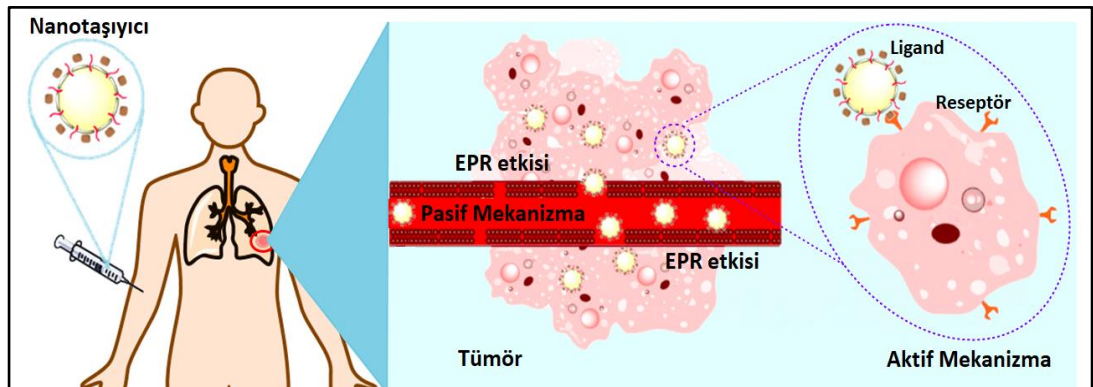 Nanotaşıyıcı
EPR etkisi
Pasif Mekanizma
EPR etkisi
Tümör
Ligand
Reseptör
Aktif Mekanizma